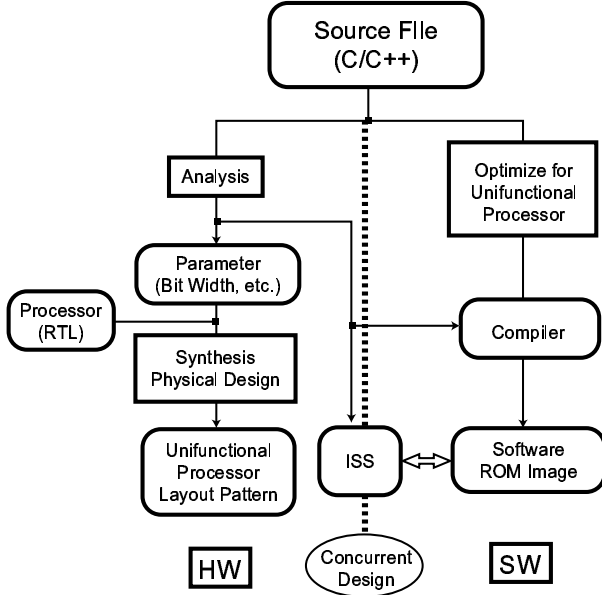 Source File
(C/C++)
Analysis
Optimize for
Unifunctional
Processor
Parameter
(Bit Width, etc.)
Processor
(RTL)
Compiler
Synthesis
Physical Design
Unifunctional
Processor
Layout Pattern
ISS
Software
ROM Image
HW
Concurrent
Design
SW